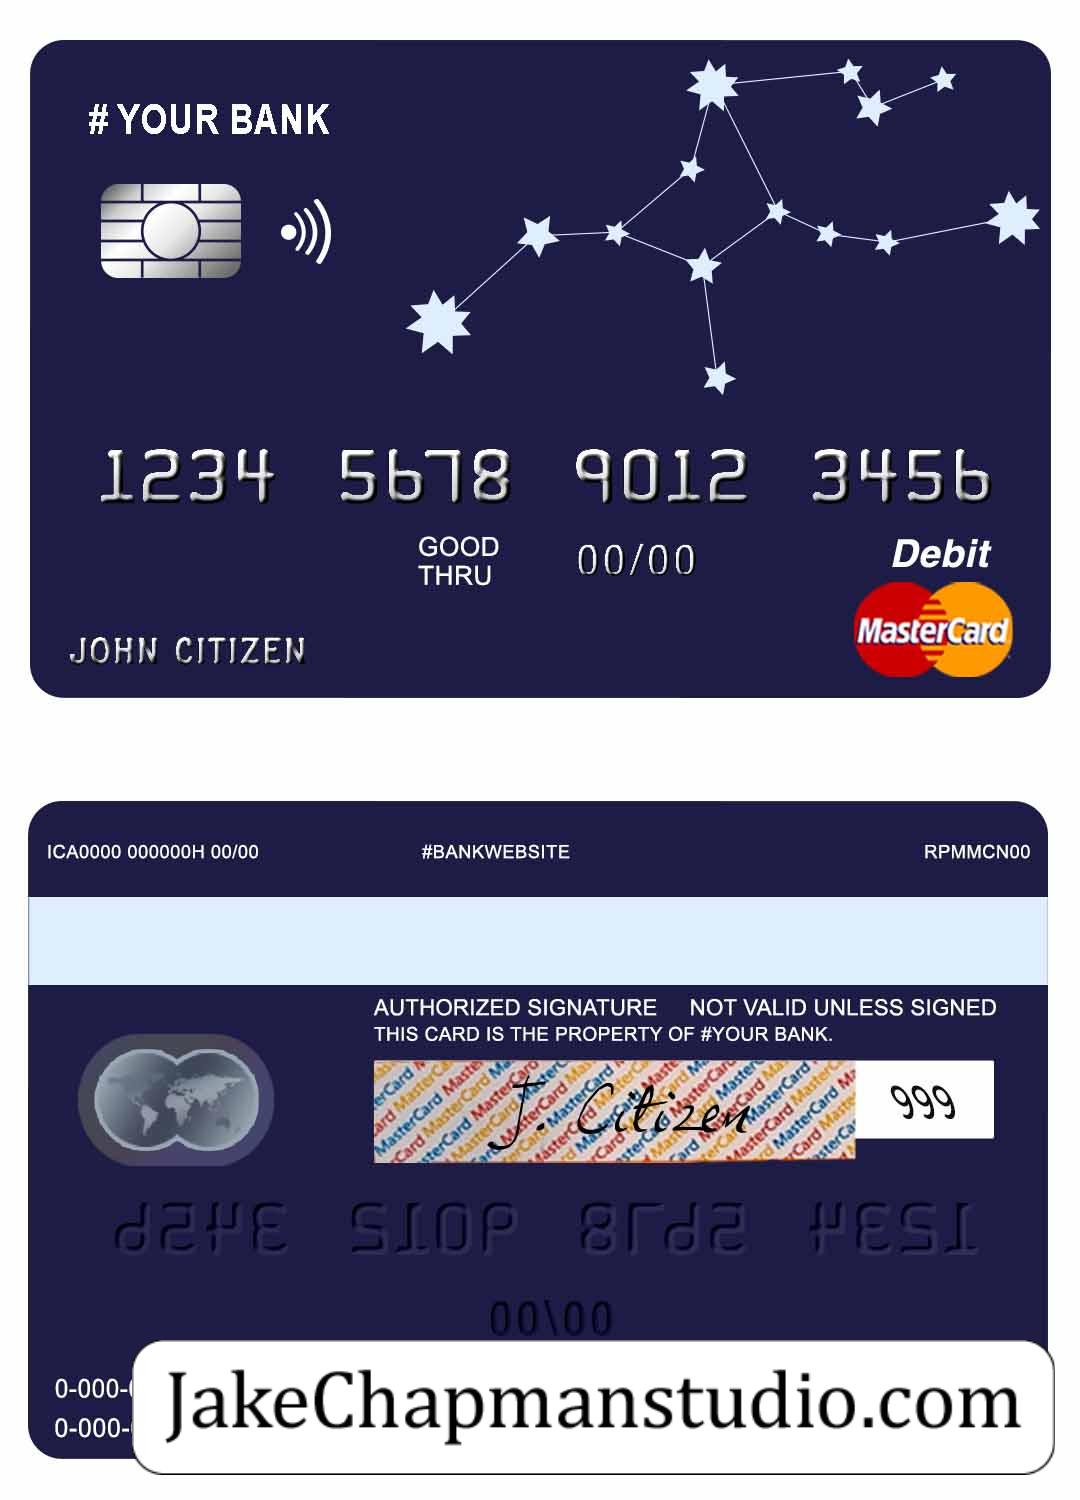 # YOUR BANK
1234 5678 9012 3456
GOOD
THRU
00/00
Debit
MasterCard
JOHN CITIZEN
ICA0000 000000H 00/00 #BANKWEBSITE RPMMCN00
AUTHORIZED SIGNATURE NOT VALID UNLESS SIGNED
THIS CARD IS THE PROPERTY OF #YOUR BANK.
J. Citizen
999
00\00
0-000-
0-000-
JakeChapmanstudio.com